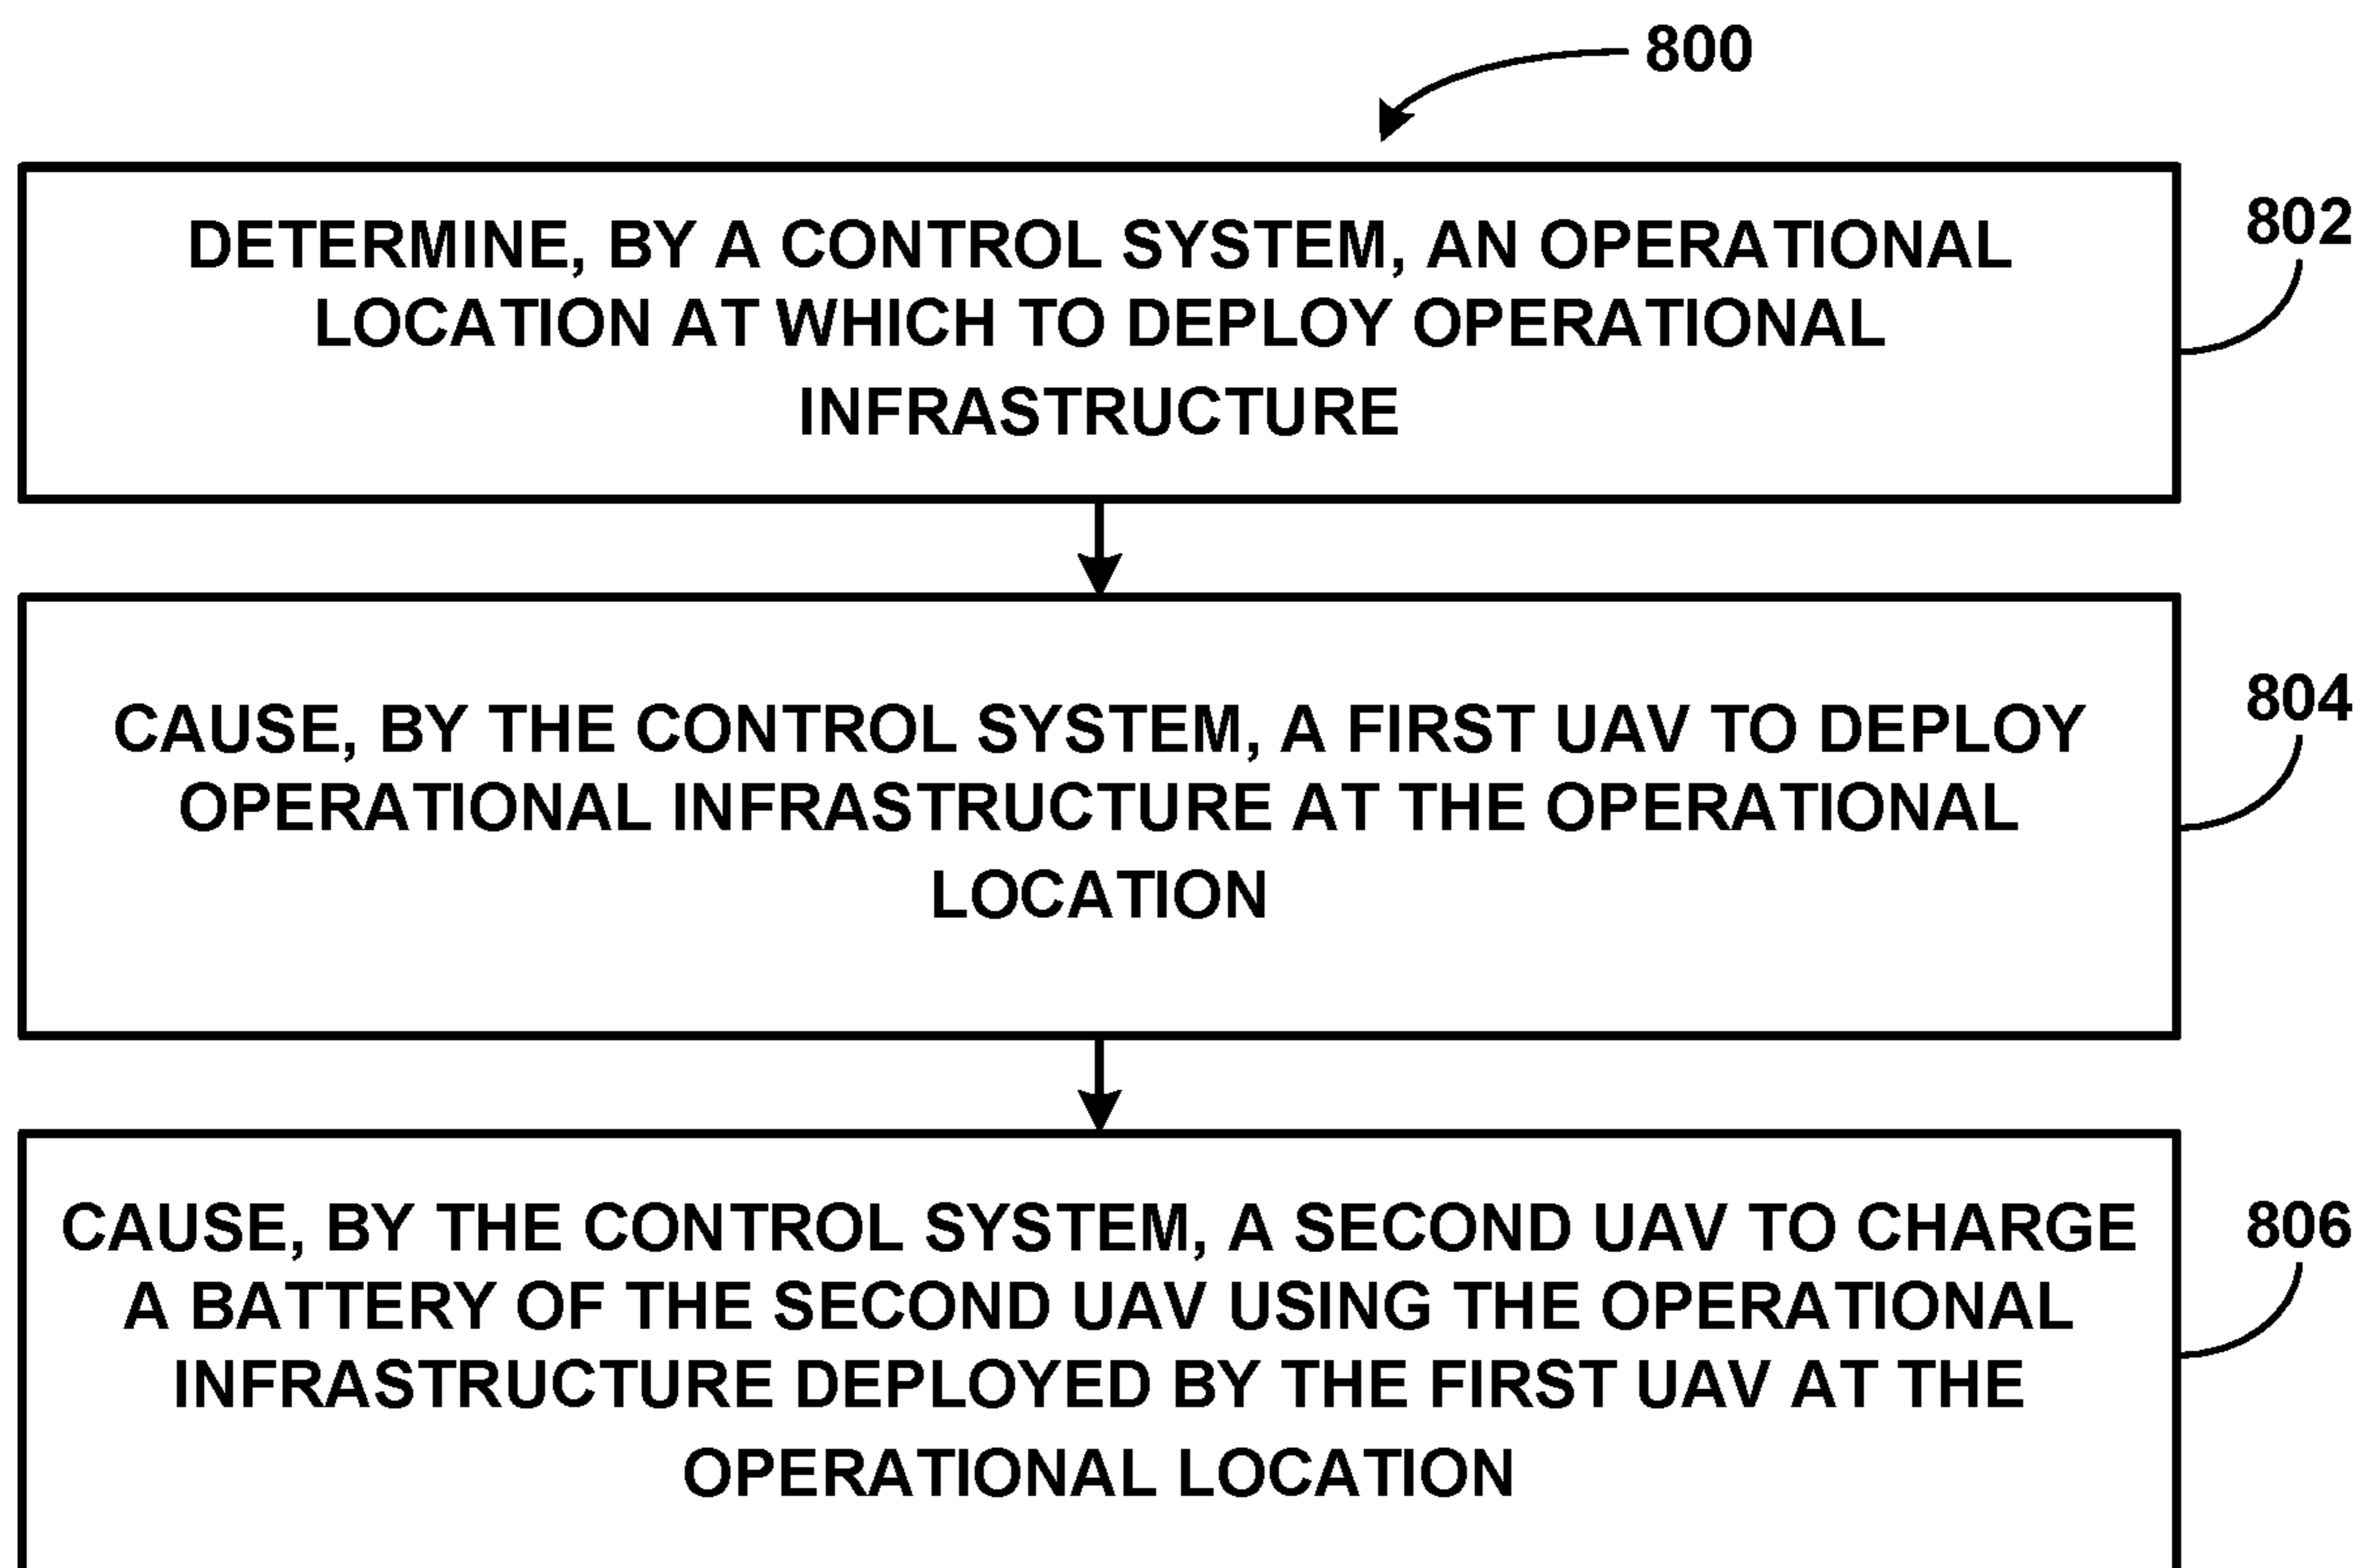 800
DETERMINE, BY A CONTROL SYSTEM, AN OPERATIONAL
LOCATION AT WHICH TO DEPLOY OPERATIONAL
INFRASTRUCTURE
802
CAUSE, BY THE CONTROL SYSTEM, A FIRST UAV TO DEPLOY
OPERATIONAL INFRASTRUCTURE AT THE OPERATIONAL
LOCATION
804
CAUSE, BY THE CONTROL SYSTEM, A SECOND UAV TO CHARGE
A BATTERY OF THE SECOND UAV USING THE OPERATIONAL
INFRASTRUCTURE DEPLOYED BY THE FIRST UAV AT THE
OPERATIONAL LOCATION
806